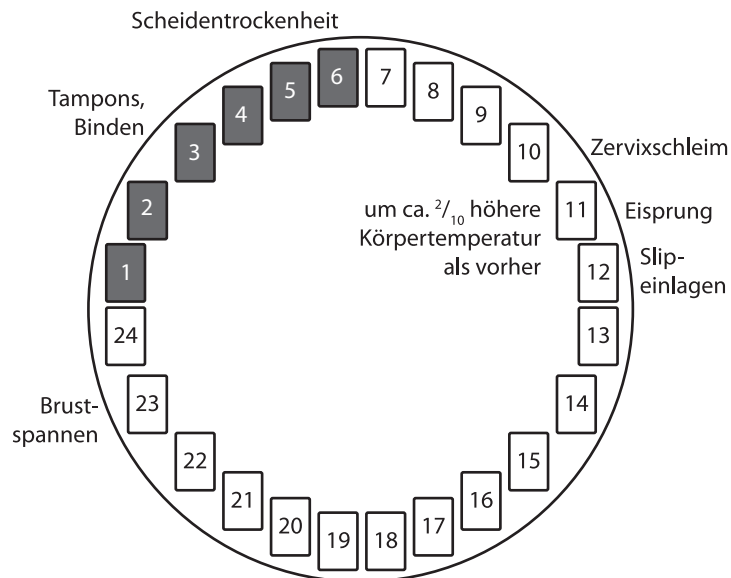 Scheidentrockenheit
Tampons,
Binden
1
2
3
4
5
6
7
8
9
10
11
12
13
14
15
16
17
18
19
20
21
22
23
24
Zervixschleim
Eisprung
Slip-
einlagen
um ca. 2/10 höhere
Körpertemperatur
als vorher
Brust-
spannen